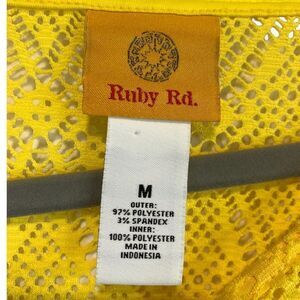 Ruby Rd.
M
OUTER:
97% POLYESTER
3% SPANDEX
INNER:
100% POLYESTER
MADE IN
INDONESIA